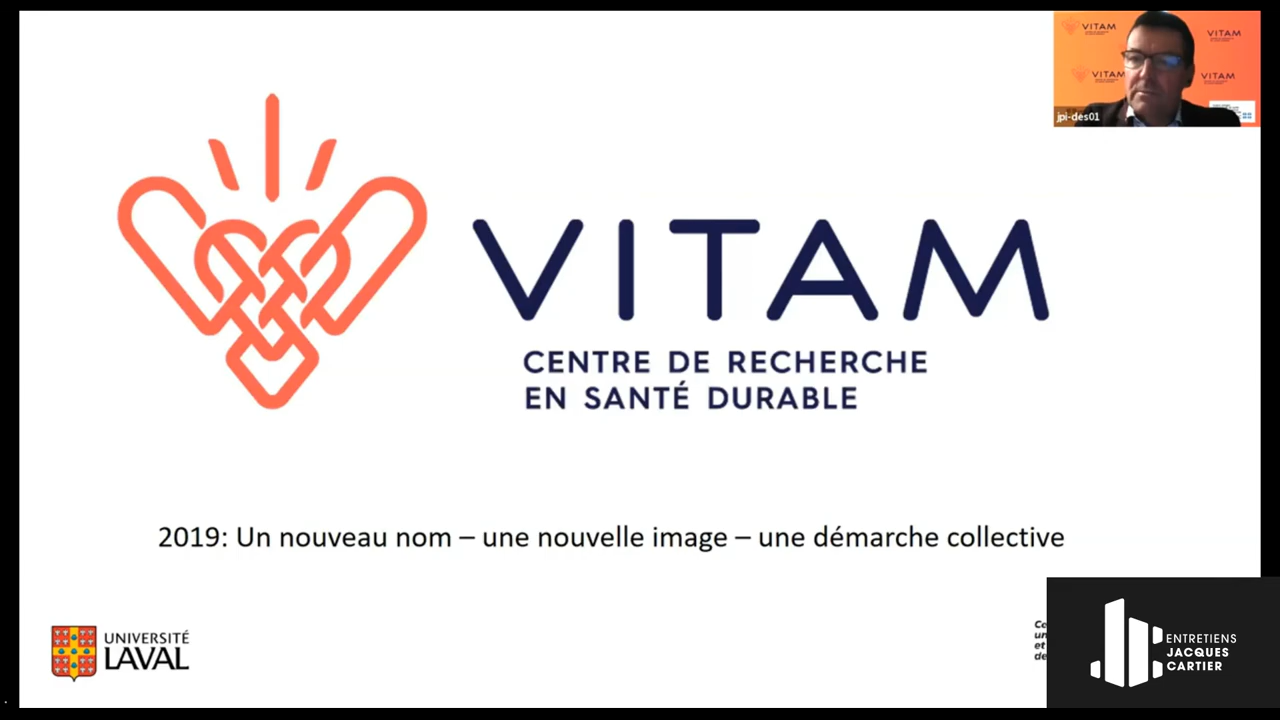 VITAM
CENTRE DE RECHERCHE
EN SANTÉ DURABLE
2019: Un nouveau nom – une nouvelle image – une démarche collective
UNIVERSITÉ
LAVAL
VITAM
VITAM
VITAM
VITAM
jpi-des01
ENTRETIENS
JACQUES
CARTIER